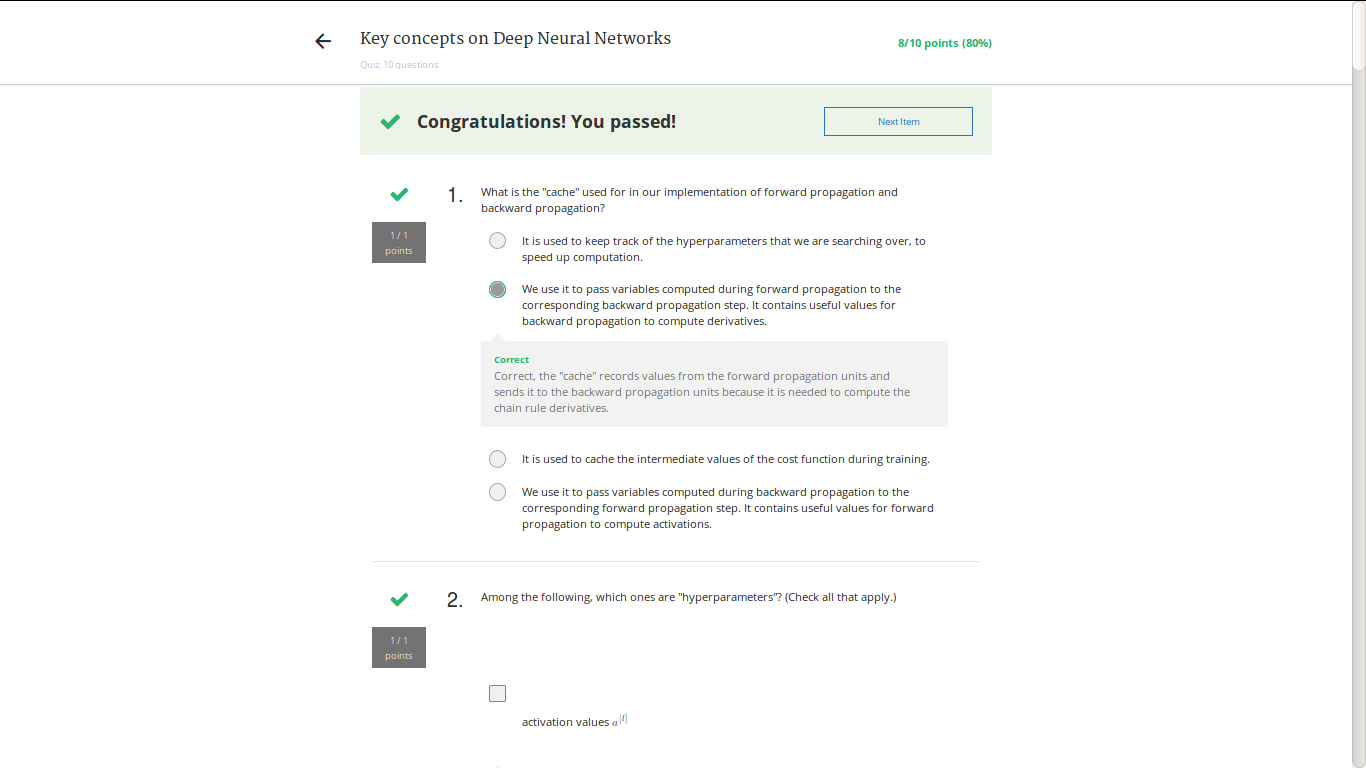 Key concepts on Deep Neural Networks
8/10 points (80%)
Quiz, 10 questions
Congratulations! You passed!
Next Item
1 / 1
points
1.
What is the "cache" used for in our implementation of forward propagation and
backward propagation?
It is used to keep track of the hyperparameters that we are searching over, to
speed up computation.
We use it to pass variables computed during forward propagation to the
corresponding backward propagation step. It contains useful values for
backward propagation to compute derivatives.
Correct
Correct, the "cache" records values from the forward propagation units and
sends it to the backward propagation units because it is needed to compute the
chain rule derivatives.
It is used to cache the intermediate values of the cost function during training.
We use it to pass variables computed during backward propagation to the
corresponding forward propagation step. It contains useful values for forward
propagation to compute activations.
1 / 1
points
2.
Among the following, which ones are "hyperparameters"? (Check all that apply.)
activation values a[l]